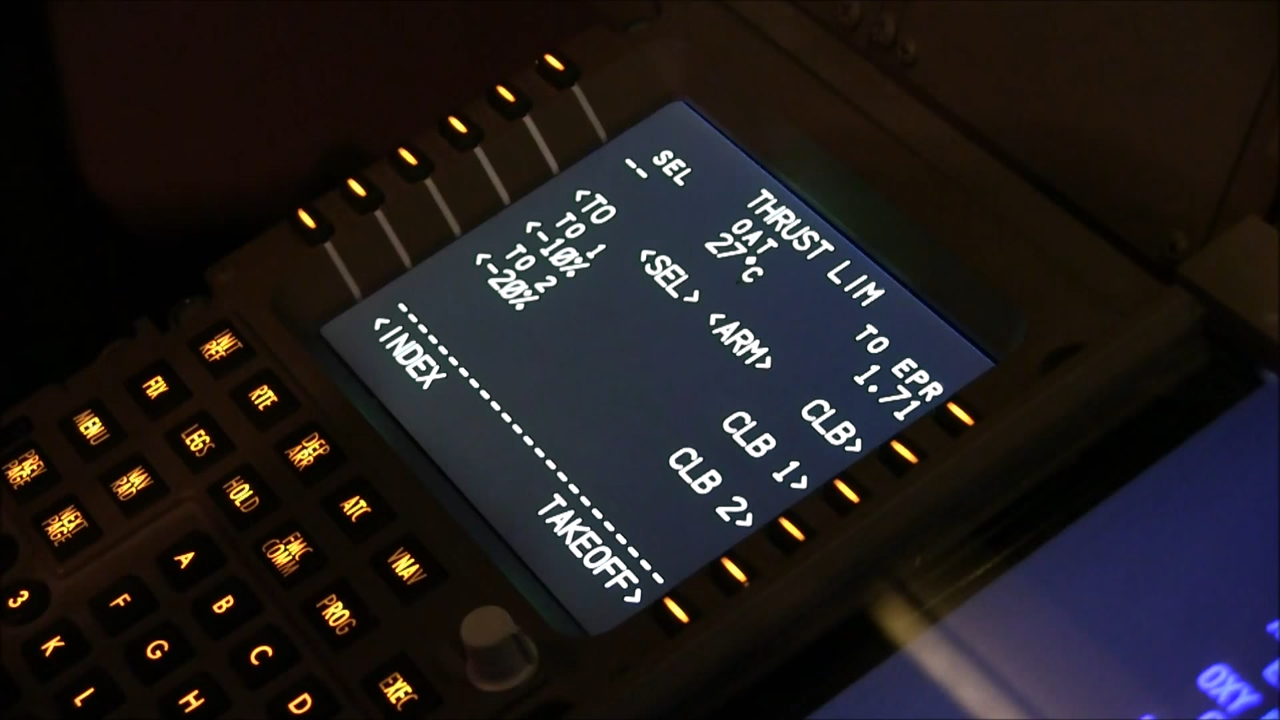 THRUST LIM
SEL OAT TO EPR
-- 27°C 1.71
<TO <SEL> <ARM> CLB>
TO 1
<-10% CLB 1>
TO 2
<-20% CLB 2>
--------------------
<INDEX TAKEOFF>
INIT REF
RTE
DEP ARR
ATC
VNAV
FIX
LEGS
HOLD
FMC COMM
PROG
EXEC
MENU
NAV RAD
PREV PAGE
NEXT PAGE
A
B
C
D
F
G
H
3
K
L
OXY